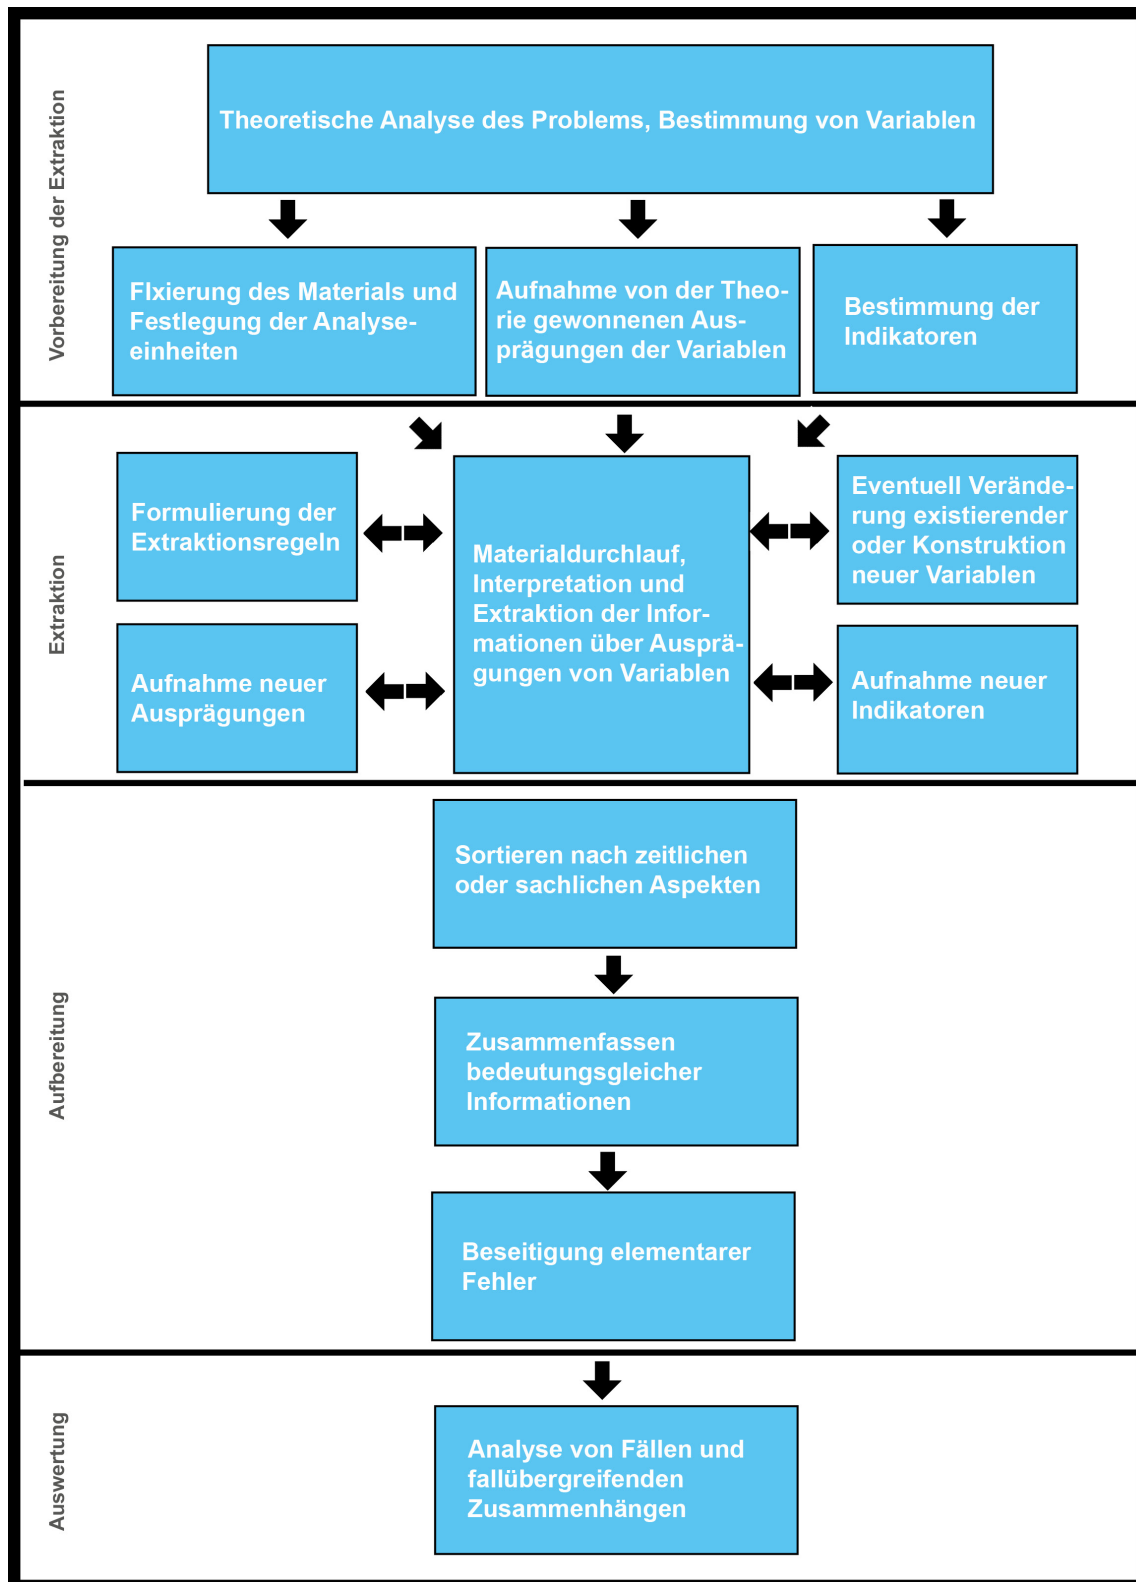 Vorbereitung der Extraktion
Theoretische Analyse des Problems, Bestimmung von Variablen
FIxierung des Materials und
Festlegung der Analyse-
einheiten
Aufnahme von der Theo-
rie gewonnenen Aus-
prägungen der Variablen
Bestimmung der
Indikatoren
Extraktion
Formulierung der
Extraktionsregeln
Aufnahme neuer
Ausprägungen
Materialdurchlauf,
Interpretation und
Extraktion der Infor-
mationen über Ausprä-
gungen von Variablen
Eventuell Verände-
rung existierender
oder Konstruktion
neuer Variablen
Aufnahme neuer
Indikatoren
Aufbereitung
Sortieren nach zeitlichen
oder sachlichen Aspekten
Zusammenfassen
bedeutungsgleicher
Informationen
Beseitigung elementarer
Fehler
Auswertung
Analyse von Fällen und
fallübergreifenden
Zusammenhängen